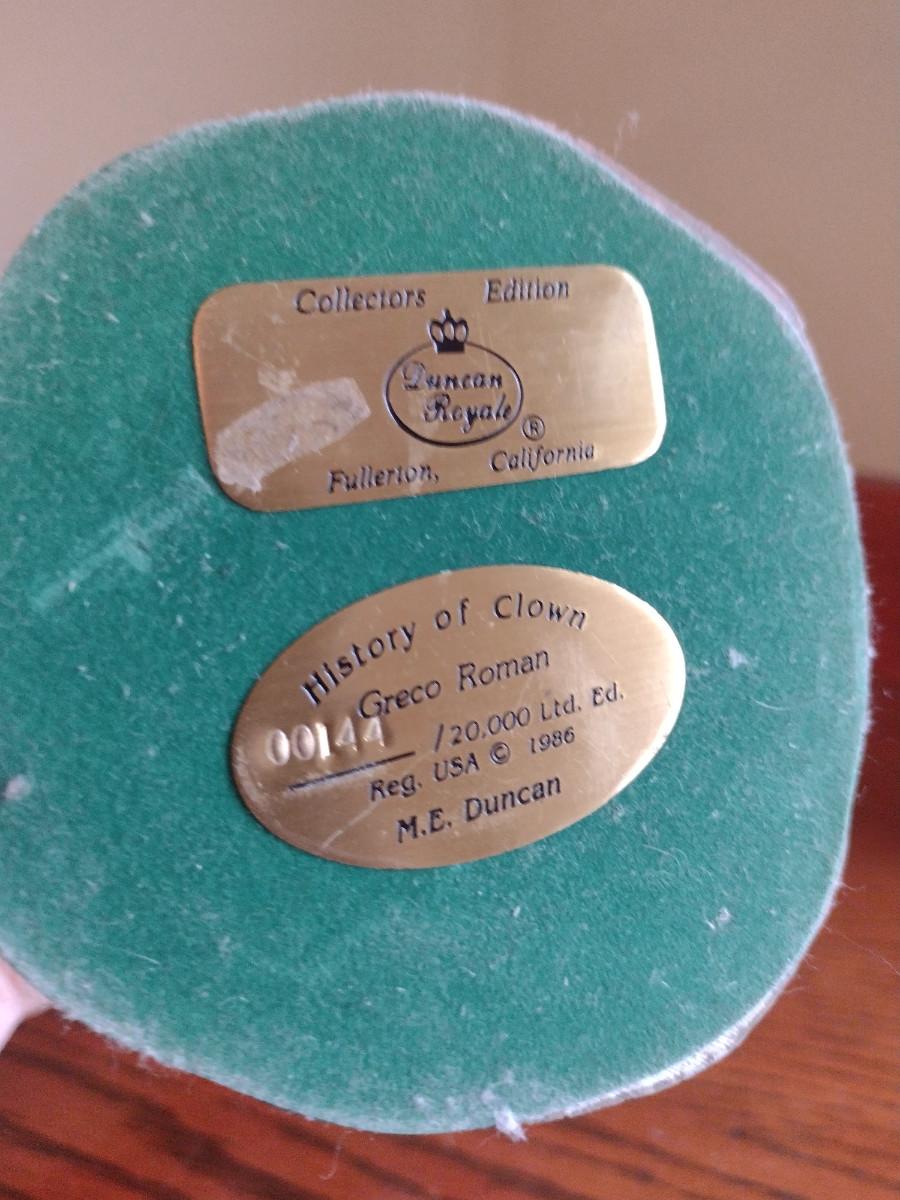 Collectors Edition
Duncan
Royale ®
Fullerton, California
History of Clown
Greco Roman
00144 /20,000 Ltd. Ed.
Reg. USA © 1986
M.E. Duncan